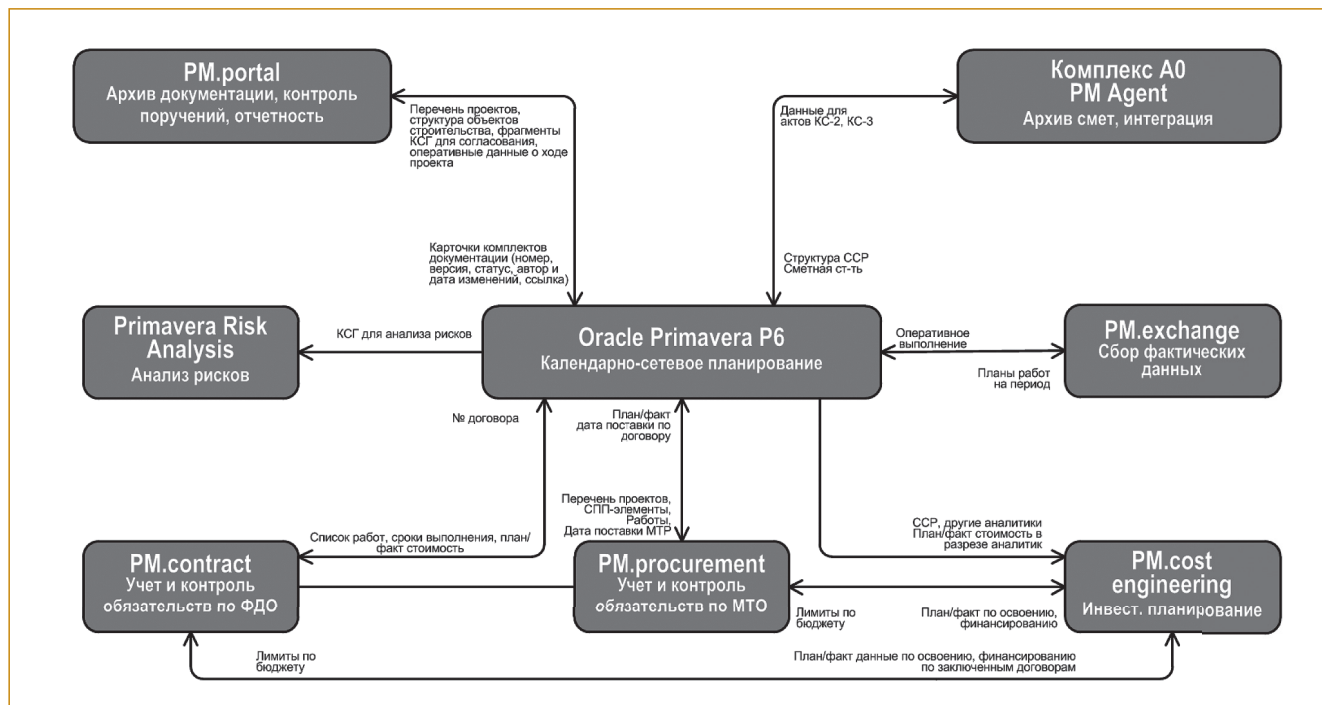 PM.portal
Архив документации, контроль
поручений, отчетность
Комплекс А0
PM Agent
Архив смет, интеграция
Перечень проектов,
структура объектов
строительства, фрагменты
КСГ для согласования,
оперативные данные о ходе
проекта
Данные для
актов КС-2, КС-3
Карточки комплектов
документации (номер,
версия, статус, автор и
дата изменений, ссылка)
Структура ССР
Сметная ст-ть
Primavera Risk
Analysis
Анализ рисков
КСГ для анализа рисков
Oracle Primavera P6
Календарно-сетевое планирование
Оперативное
выполнение
Планы работ
на период
PM.exchange
Сбор фактических
данных
№ договора
План/факт
дата поставки по
договору
Перечень проектов,
СПП-элементы,
Работы,
Дата поставки МТР
Список работ, сроки выполнения, план/
факт стоимость
ССР, другие аналитики
План/факт стоимость в
разрезе аналитик
PM.contract
Учет и контроль
обязательств по ФДО
PM.procurement
Учет и контроль
обязательств по МТО
PM.cost
engineering
Инвест. планирование
Лимиты по
бюджету
План/факт по освоению,
финансированию
Лимиты по
бюджету
План/факт данные по освоению, финансированию
по заключенным договорам